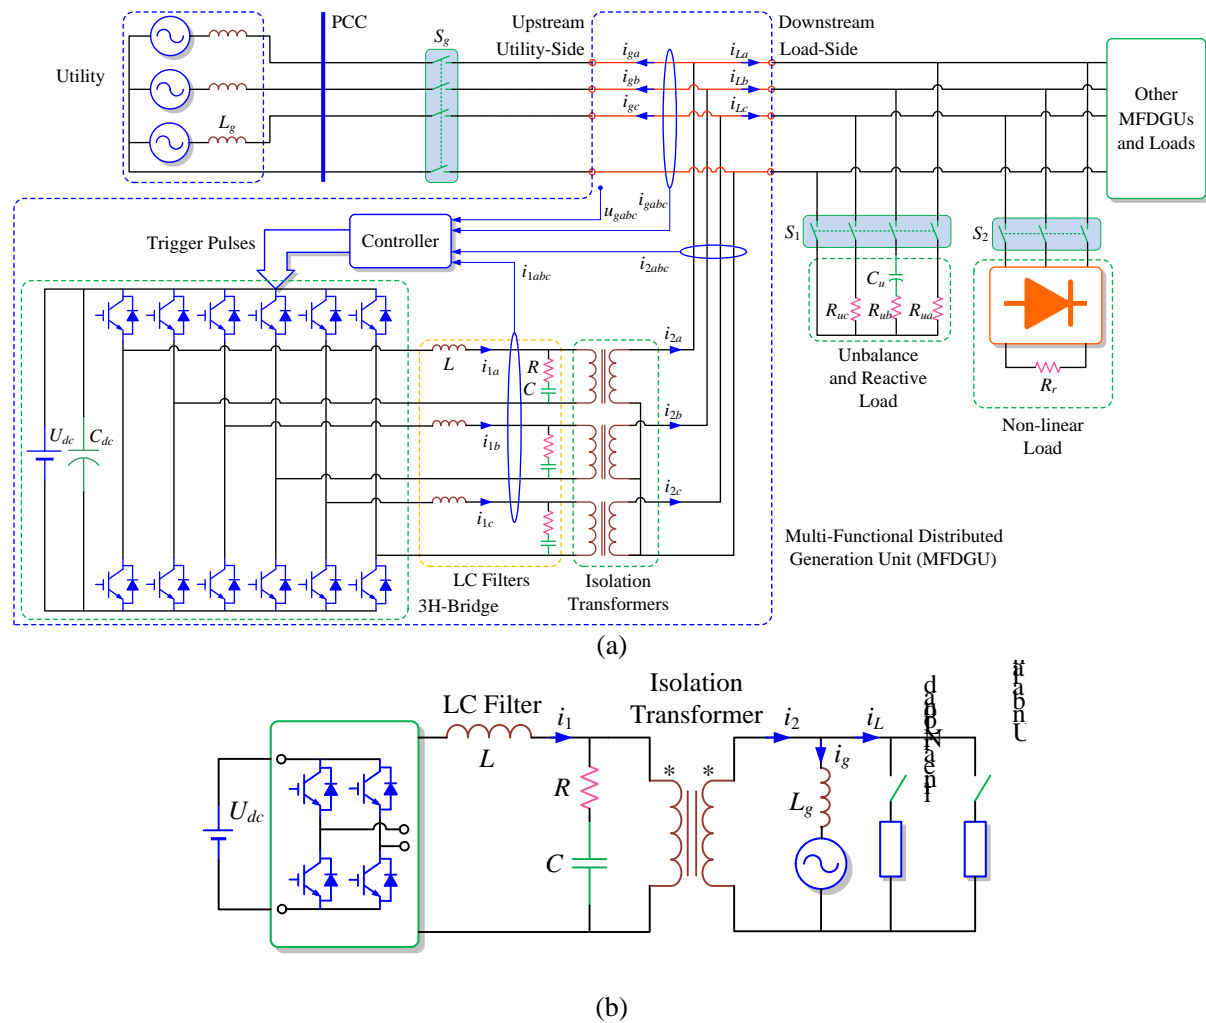 PCC
Upstream
Utility-Side
Downstream
Load-Side
Utility
L_g
S_g
i_ga
i_gb
i_gc
i_La
i_Lb
i_Lc
Other
MFDGUs
and Loads
u_gabc
i_gabc
Trigger Pulses
Controller
i_2abc
i_1abc
S_1
S_2
C_u
R_uc
R_ub
R_ua
Unbalance
and Reactive
Load
R_r
Non-linear
Load
U_dc
C_dc
L
i_1a
R
C
i_2a
i_1b
i_2b
i_1c
i_2c
LC Filters
3H-Bridge
Isolation
Transformers
Multi-Functional Distributed
Generation Unit (MFDGU)
(a)
LC Filter
Isolation
Transformer
i_1
L
i_2
i_L
i_g
U_dc
R
C
*
*
L_g
(b)